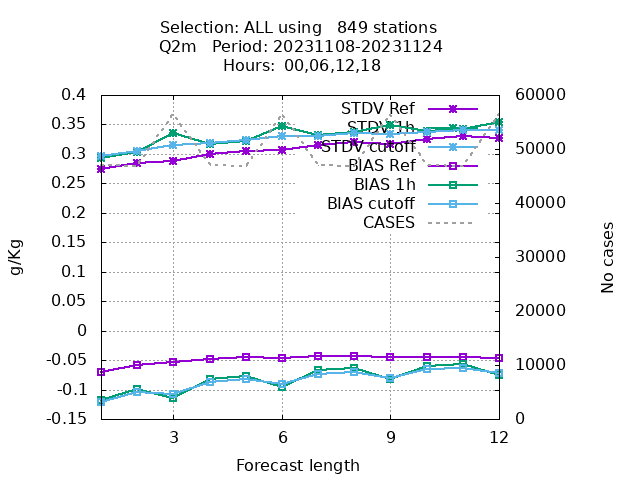 Selection: ALL using   849 stations
Q2m   Period: 20231108-20231124
Hours:  00,06,12,18
0.4
0.35
0.3
0.25
0.2
0.15
0.1
0.05
0
-0.05
-0.1
-0.15
60000
50000
40000
30000
20000
10000
0
3
6
9
12
g/Kg
No cases
Forecast length
STDV Ref
STDV 1h
STDV cutoff
BIAS Ref
BIAS 1h
BIAS cutoff
CASES